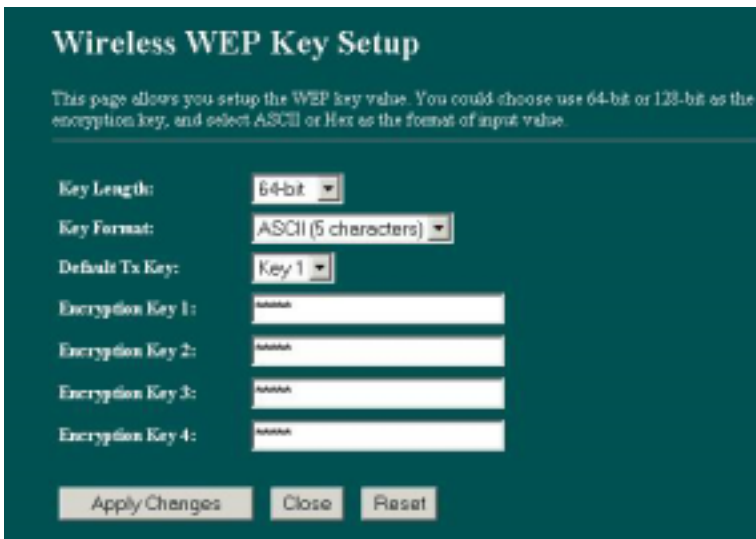 Wireless WEP Key Setup
This page allows you setup the WEP key value. You could choose use 64-bit or 128-bit as the
encryption key, and select ASCII or Hex as the format of input value.
Key Length: 64-bit
Key Format: ASCII (5 characters)
Default Tx Key: Key 1
Encryption Key 1: *****
Encryption Key 2: *****
Encryption Key 3: *****
Encryption Key 4: *****
Apply Changes Close Reset